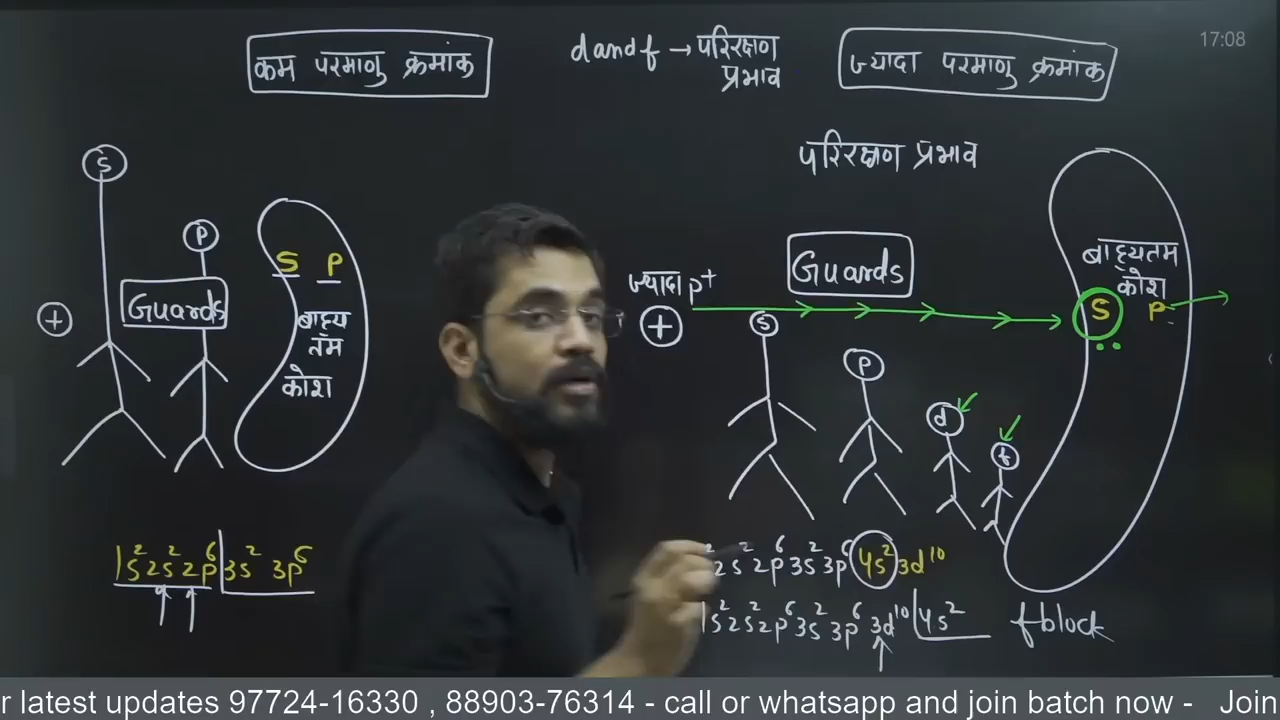 17:08
कम परमाणु क्रमांक
d and f → परिरक्षण
प्रभाव
ज्यादा परमाणु क्रमांक
परिरक्षण प्रभाव
S
P
Guards
+
S P
बाह्य
तम
कोश
ज्यादा p⁺
+
Guards
S
P
d
f
बाह्यतम
कोश
S P
1s² 2s² 2p⁶ 3s² 3p⁶
2s² 2p⁶ 3s² 3p⁶ 4s² 3d¹⁰
1s² 2s² 2p⁶ 3s² 3p⁶ 3d¹⁰ 4s²
f block
r latest updates 97724-16330 , 88903-76314 - call or whatsapp and join batch now - Join